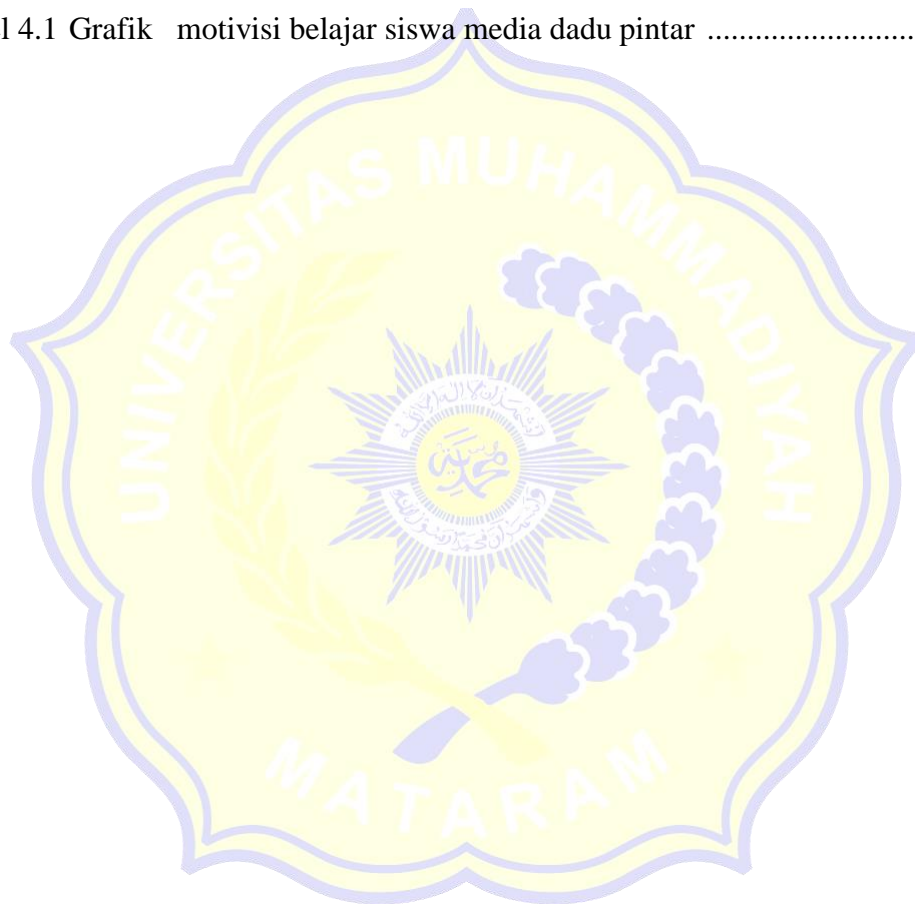 l 4.1 Grafik motivisi belajar siswa media dadu pintar ..........................
UNIVERSITAS MUHAMMADIYAH
MATARAM